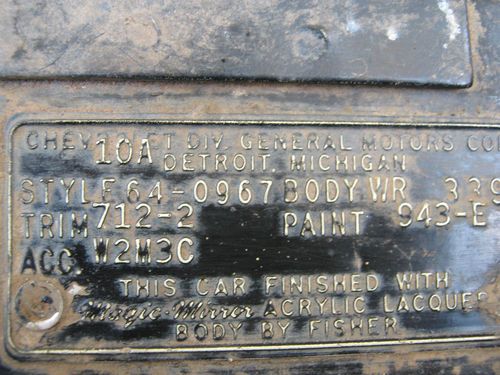 CHEVROLET DIV. GENERAL MOTORS COR
10A
DETROIT, MICHIGAN
STYLE 64-0967 BODY WR 339
TRIM 712-2 PAINT 943-E
ACC. W2M3C
THIS CAR FINISHED WITH
Magic-Mirror ACRYLIC LACQUER
BODY BY FISHER